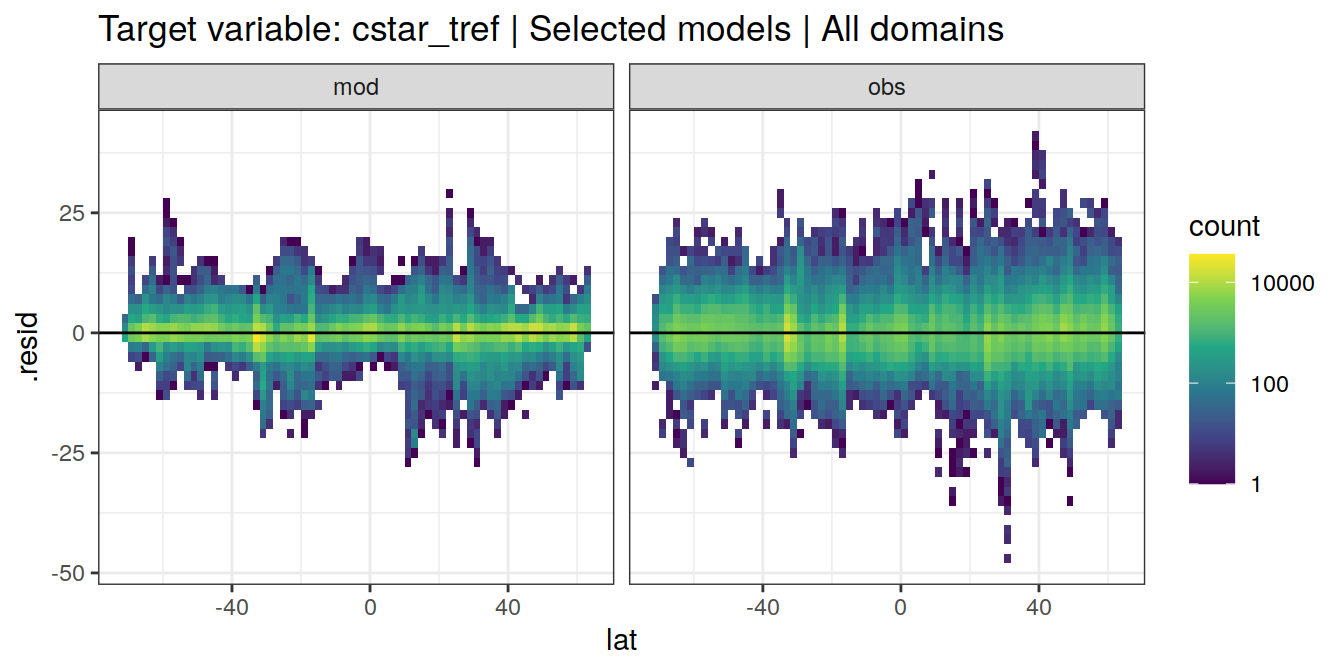 Target variable: cstar_tref | Selected models | All domains
mod
obs
.resid
25
0
-25
-50
-40
0
40
-40
0
40
lat
count
10000
100
1